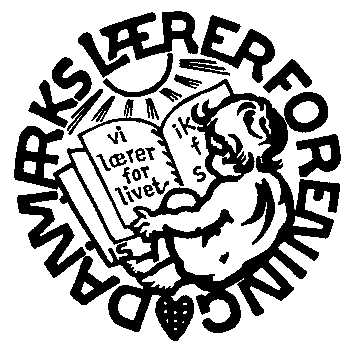 DANMARKS LÆRERFORENING
vi
lærer
for
livet
ik
f
s